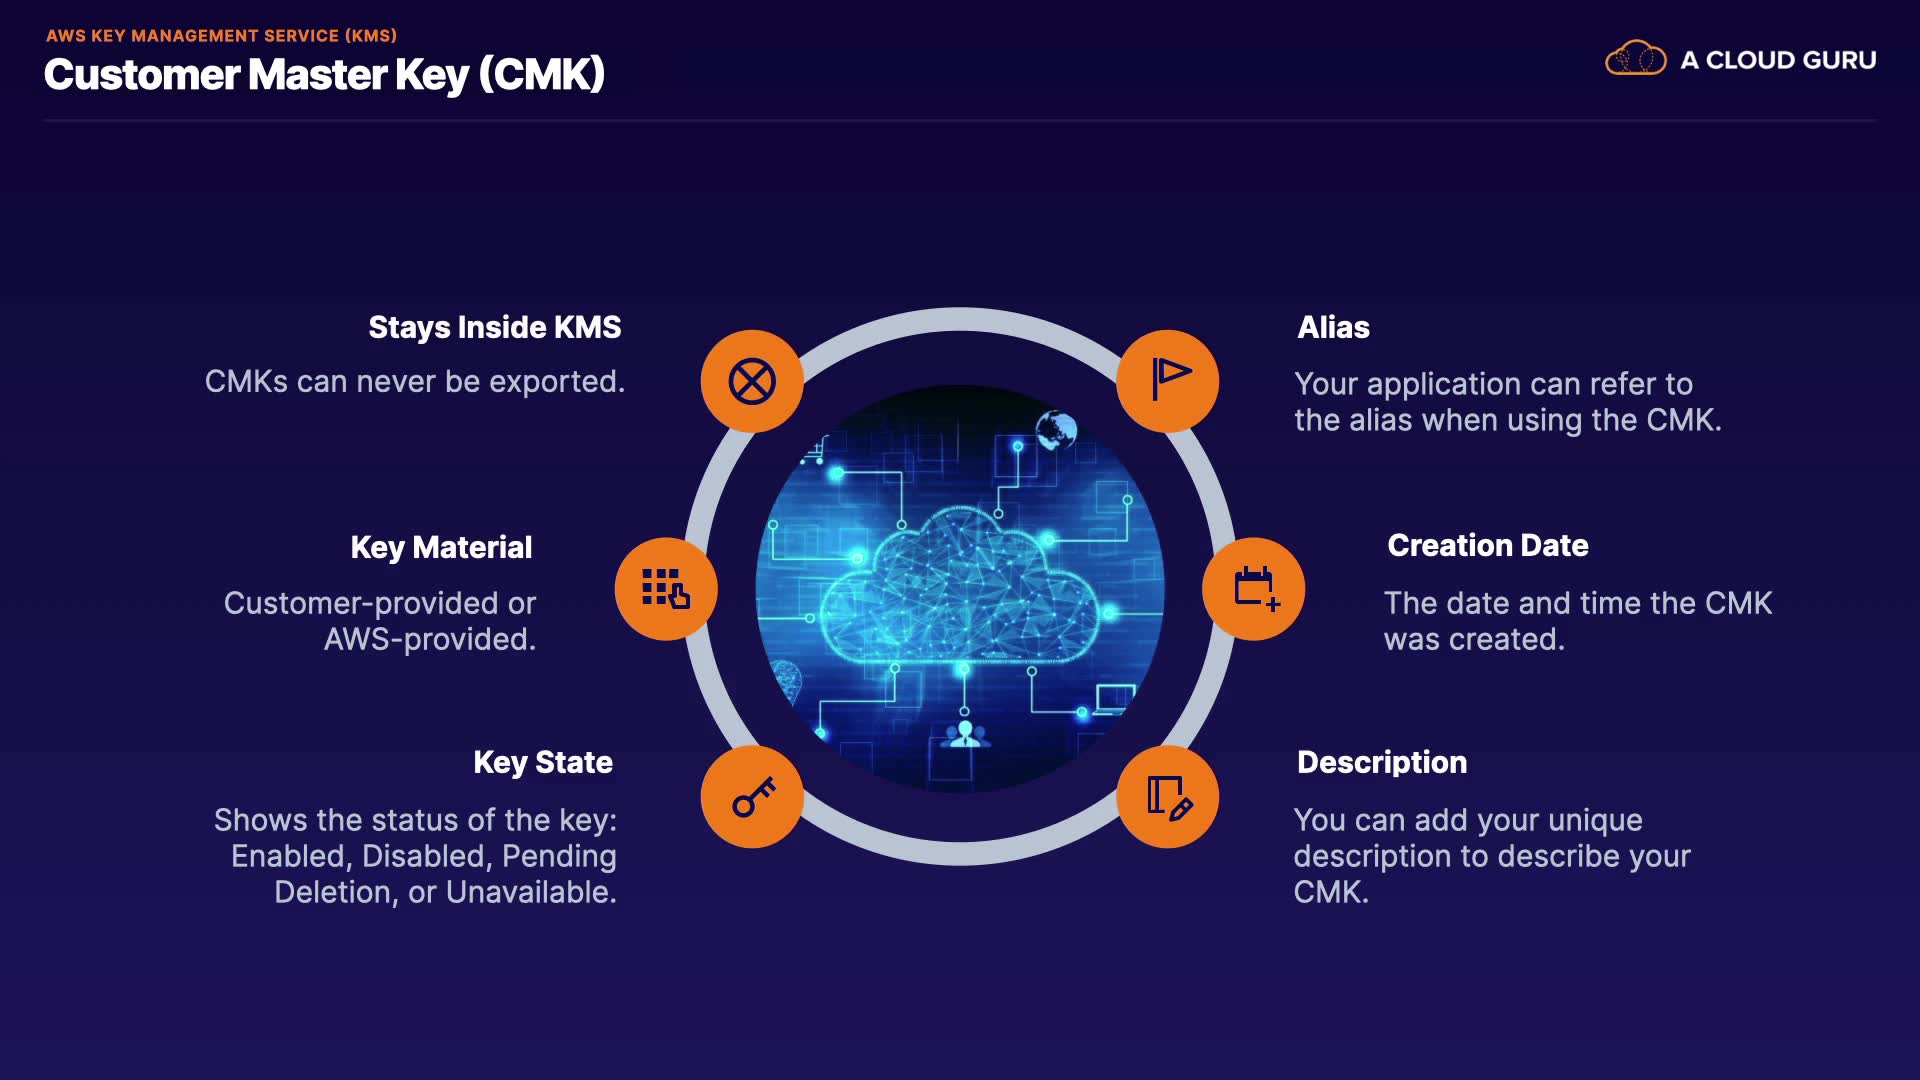 AWS KEY MANAGEMENT SERVICE (KMS)
Customer Master Key (CMK)
A CLOUD GURU
Stays Inside KMS
CMKs can never be exported.
Key Material
Customer-provided or
AWS-provided.
Key State
Shows the status of the key:
Enabled, Disabled, Pending
Deletion, or Unavailable.
Alias
Your application can refer to
the alias when using the CMK.
Creation Date
The date and time the CMK
was created.
Description
You can add your unique
description to describe your
CMK.